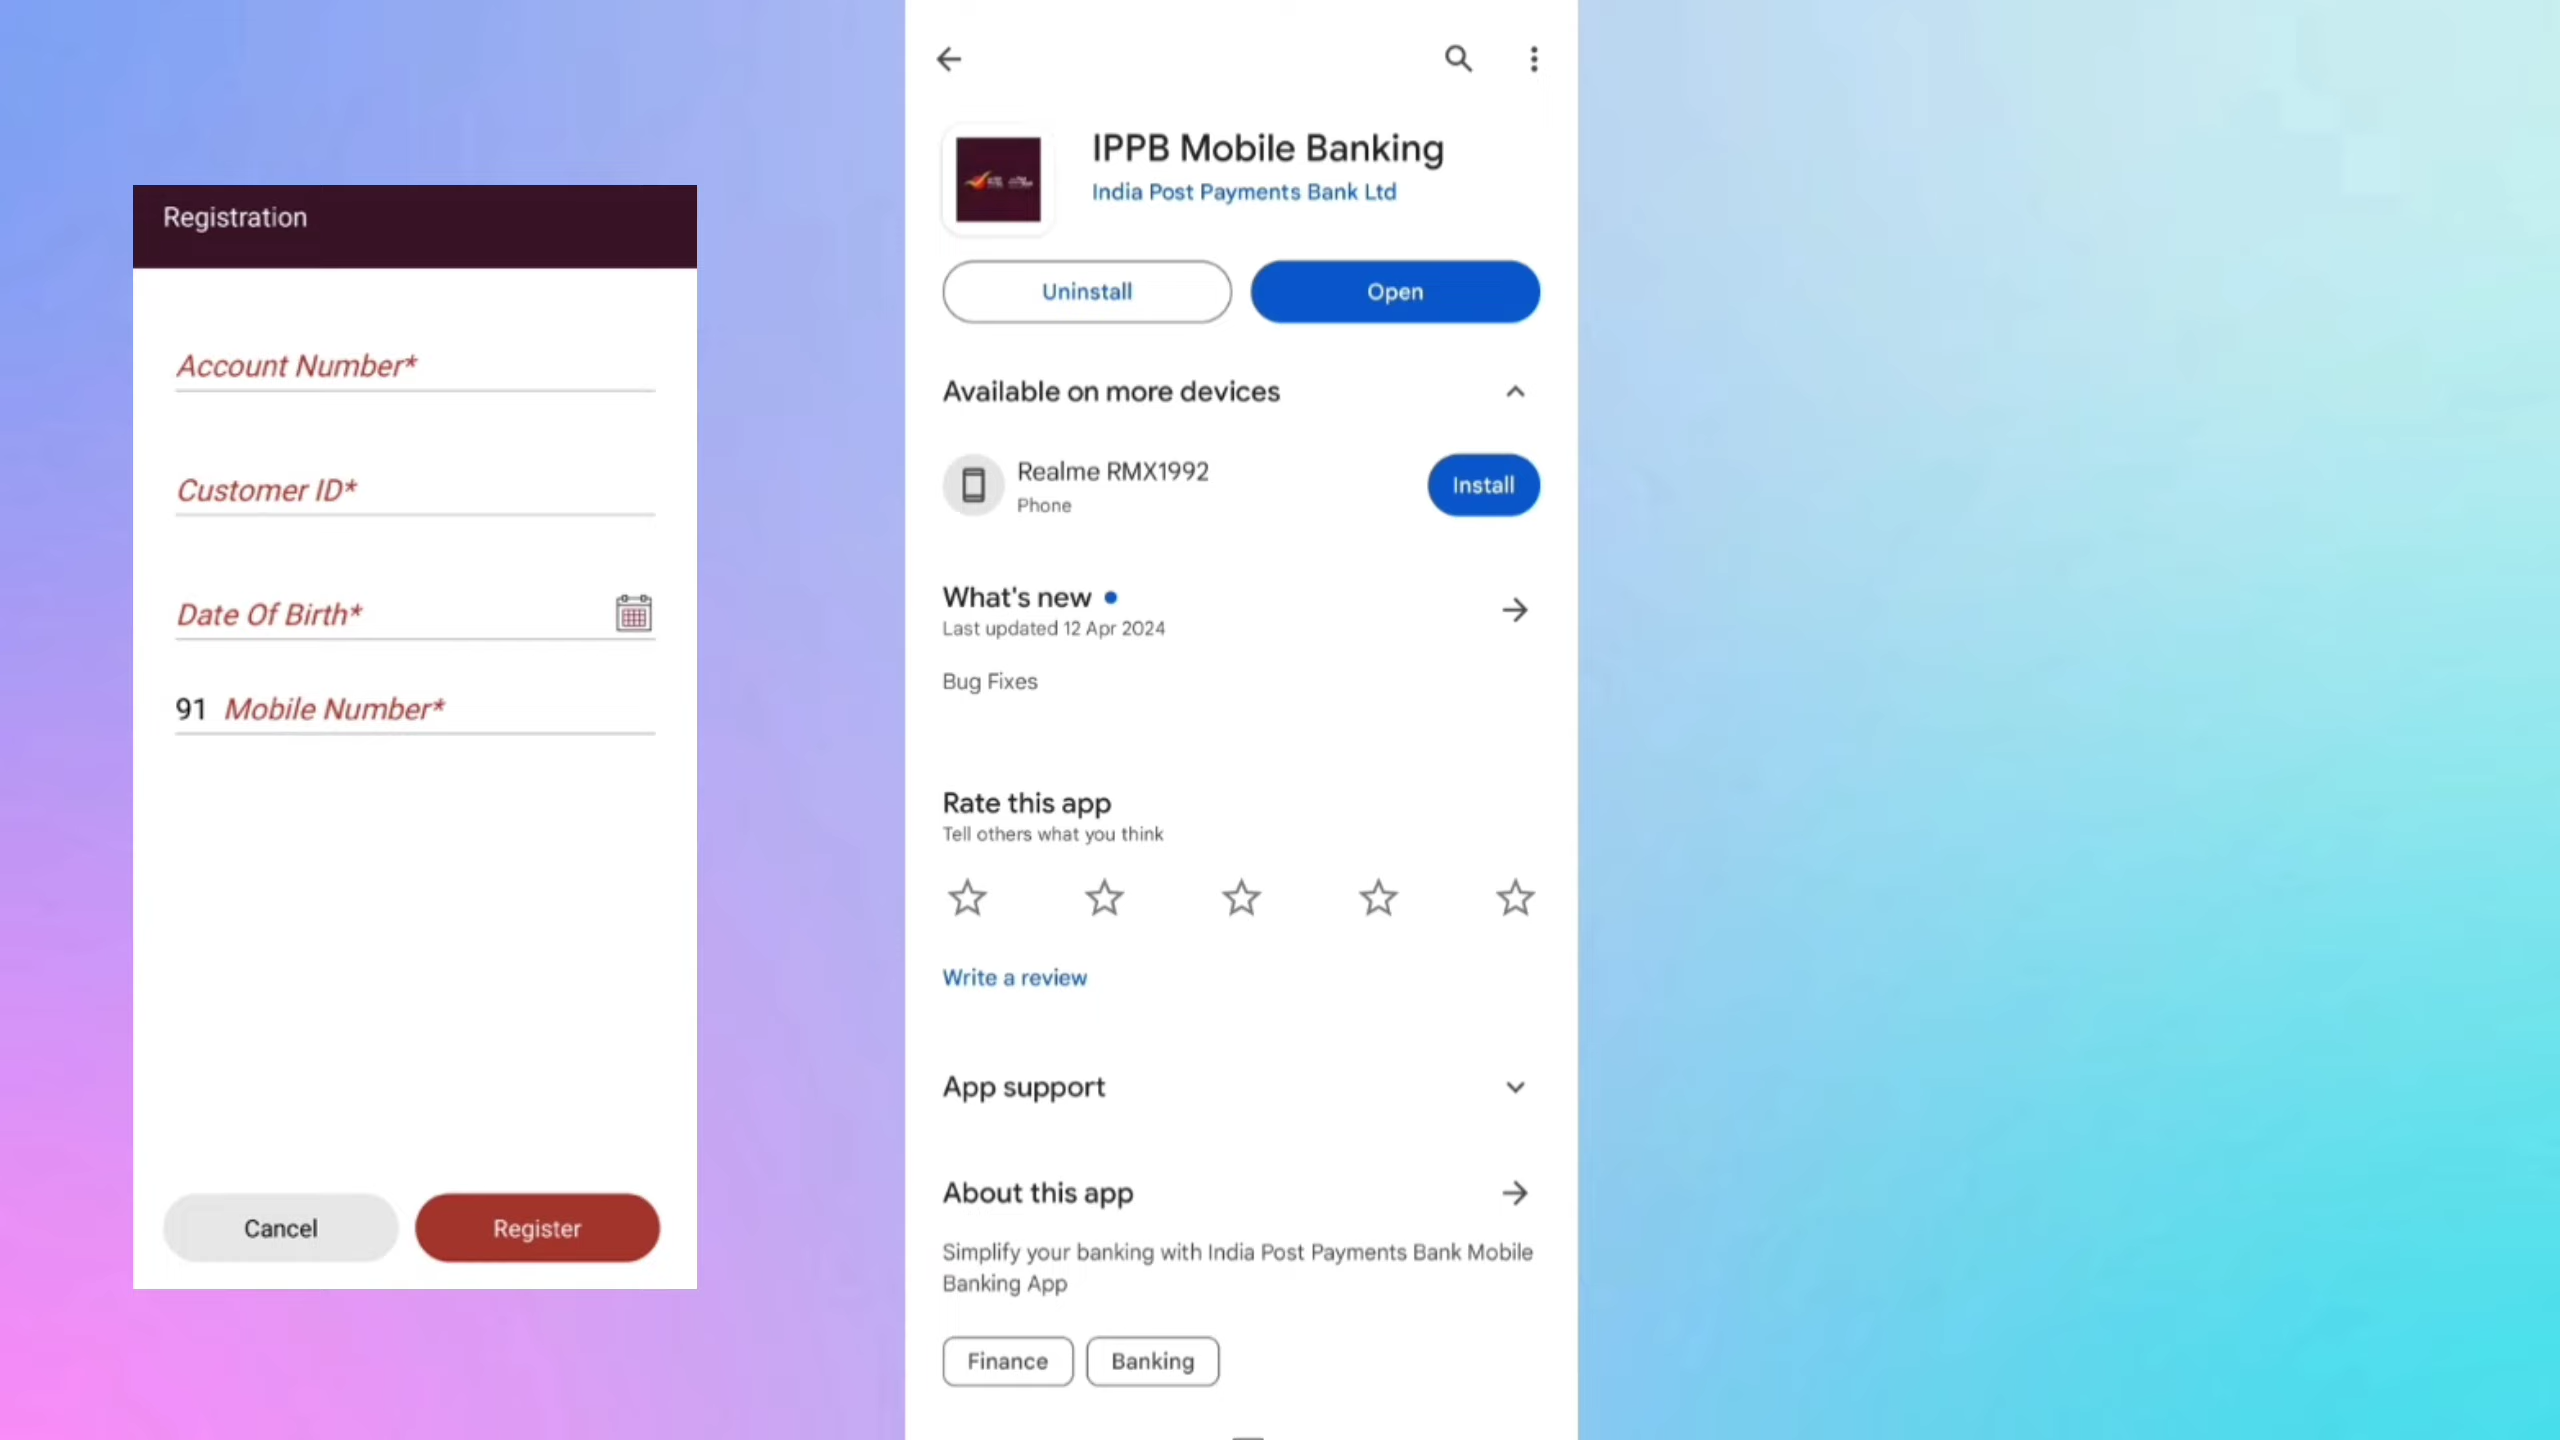 Registration
Account Number*
Customer ID*
Date Of Birth*
91 Mobile Number*
Cancel
Register
IPPB Mobile Banking
India Post Payments Bank Ltd
Uninstall
Open
Available on more devices
Realme RMX1992
Phone
Install
What's new
Last updated 12 Apr 2024
Bug Fixes
Rate this app
Tell others what you think
Write a review
App support
About this app
Simplify your banking with India Post Payments Bank Mobile
Banking App
Finance
Banking